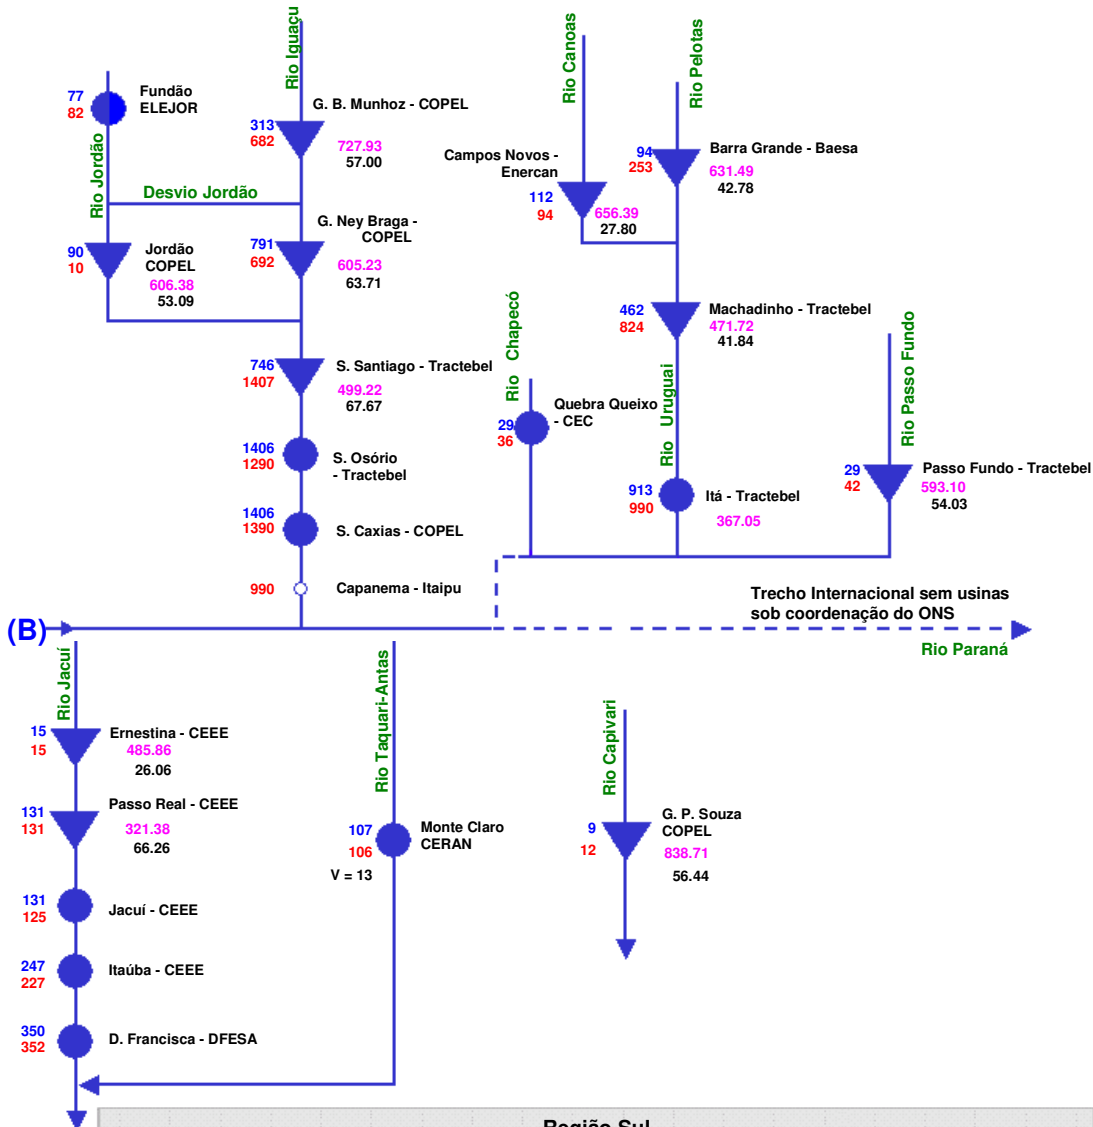 Rio Iguaçu
77
82
Fundão
ELEJOR
Rio Jordão
G. B. Munhoz - COPEL
313
682
727.93
57.00
Desvio Jordão
G. Ney Braga -
COPEL
791
692
605.23
63.71
90
10
Jordão
COPEL
606.38
53.09
746
1407
S. Santiago - Tractebel
499.22
67.67
1406
1290
S. Osório
- Tractebel
1406
1390
S. Caxias - COPEL
990
Capanema - Itaipu
Rio Canoas
Rio Pelotas
Campos Novos -
Enercan
112
94
656.39
27.80
94
253
Barra Grande - Baesa
631.49
42.78
462
824
Machadinho - Tractebel
471.72
41.84
Rio Chapecó
Quebra Queixo
- CEC
29
36
Rio Uruguai
913
990
Itá - Tractebel
367.05
Rio Passo Fundo
29
42
Passo Fundo - Tractebel
593.10
54.03
Trecho Internacional sem usinas
sob coordenação do ONS
(B)
Rio Paraná
Rio Jacuí
15
15
Ernestina - CEEE
485.86
26.06
131
131
Passo Real - CEEE
321.38
66.26
131
125
Jacuí - CEEE
247
227
Itaúba - CEEE
350
352
D. Francisca - DFESA
Rio Taquari-Antas
107
106
V = 13
Monte Claro
CERAN
Rio Capivari
9
12
G. P. Souza
COPEL
838.71
56.44
Região Sul